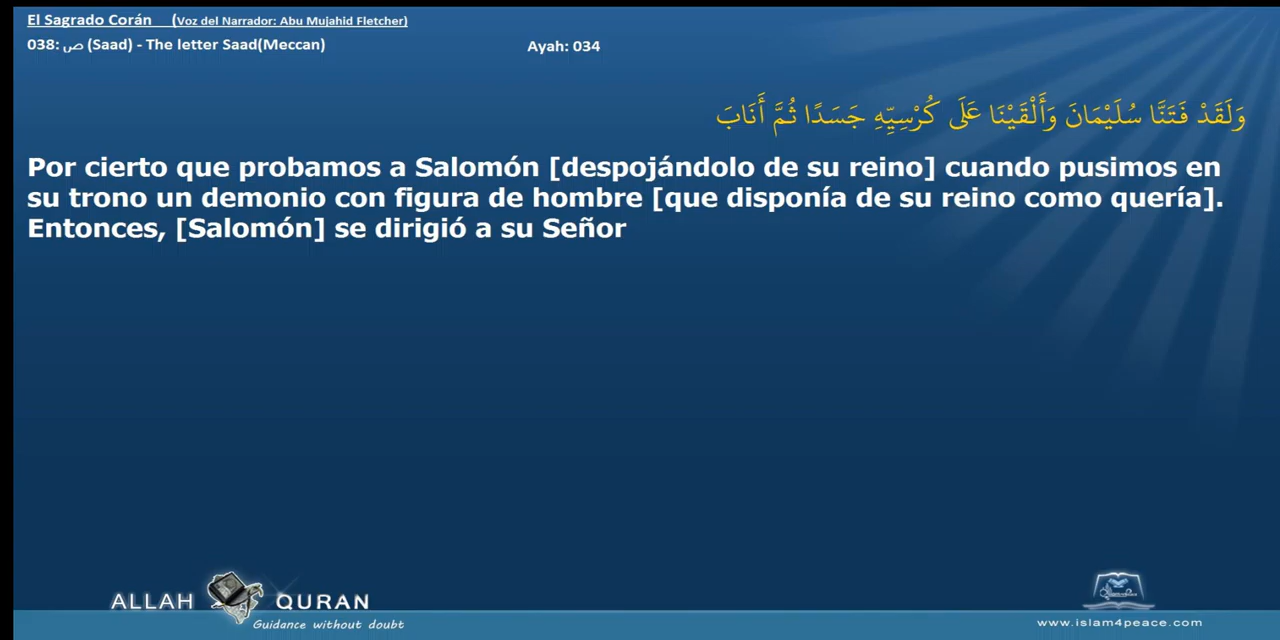 El Sagrado Corán (Voz del Narrador: Abu Mujahid Fletcher)
038: ص (Saad) - The letter Saad(Meccan) Ayah: 034
وَلَقَدْ فَتَنَّا سُلَيْمَانَ وَأَلْقَيْنَا عَلَى كُرْسِيِّهِ جَسَدًا ثُمَّ أَنَابَ
Por cierto que probamos a Salomón [despojándolo de su reino] cuando pusimos en
su trono un demonio con figura de hombre [que disponía de su reino como quería].
Entonces, [Salomón] se dirigió a su Señor
ALLAH QURAN
Guidance without doubt
www.islam4peace.com